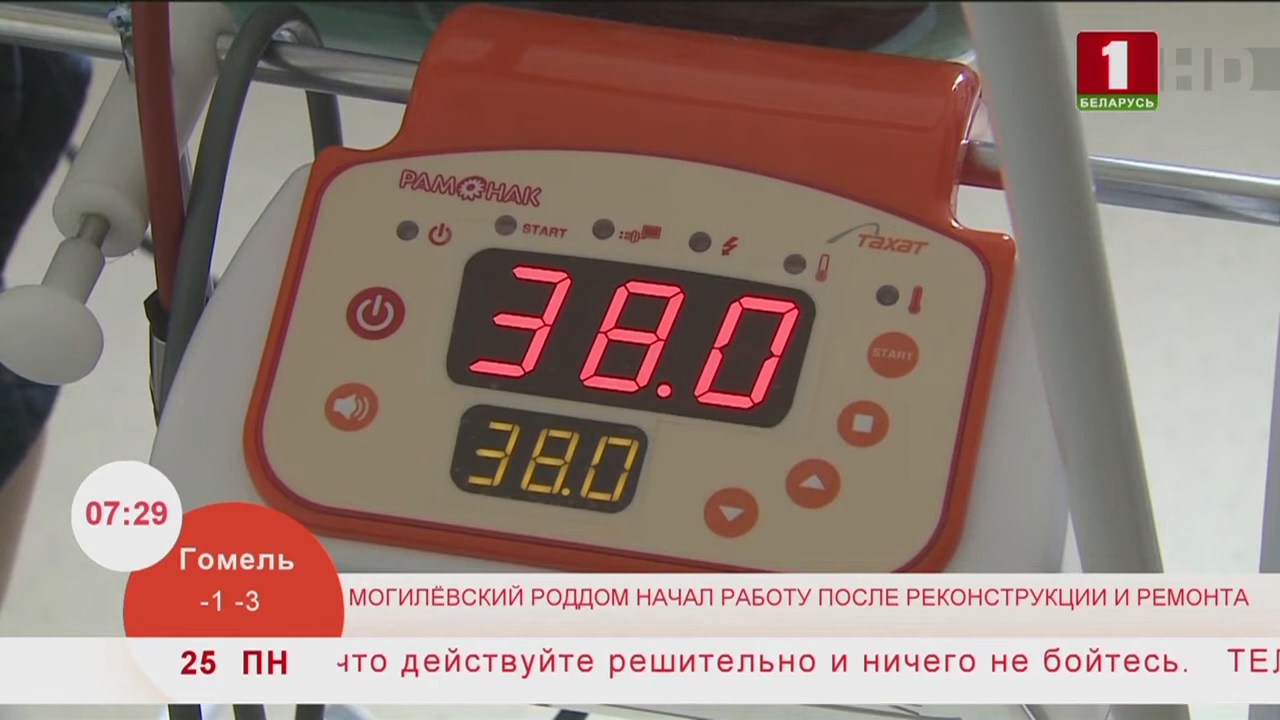 1 HD
БЕЛАРУСЬ
РАМОНАК
START
ТАХАТ
38.0
START
38.0
07:29
Гомель
-1 -3
МОГИЛЁВСКИЙ РОДДОМ НАЧАЛ РАБОТУ ПОСЛЕ РЕКОНСТРУКЦИИ И РЕМОНТА
25 ПН
что действуйте решительно и ничего не бойтесь. ТЕЛ